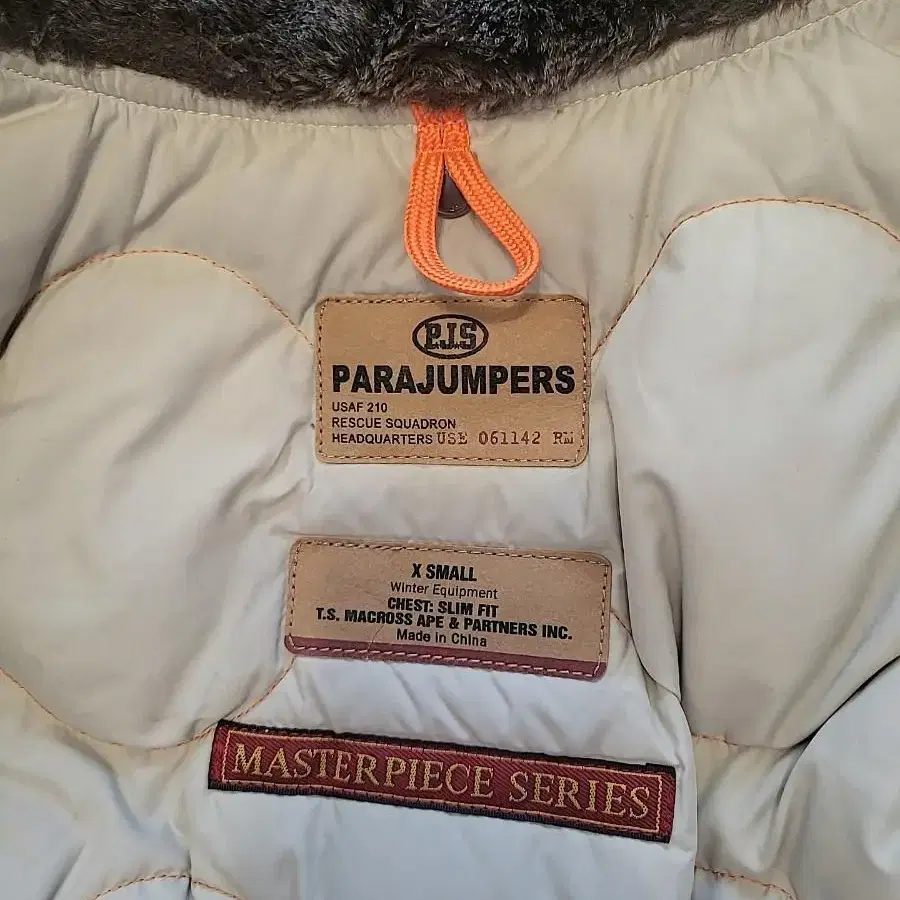 PJS
PARAJUMPERS
USAF 210
RESCUE SQUADRON
HEADQUARTERS USE 061142 RM
X SMALL
Winter Equipment
CHEST: SLIM FIT
T.S. MACROSS APE & PARTNERS INC.
Made in China
MASTERPIECE SERIES